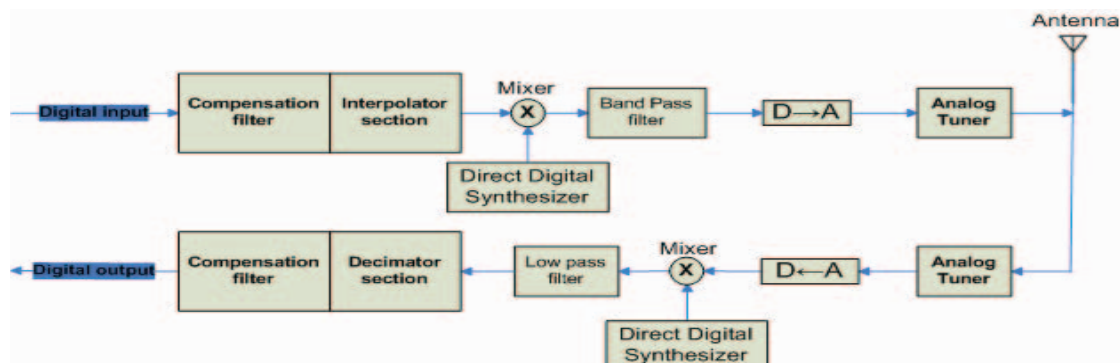 Antenna
Digital input
Compensation
filter
Interpolator
section
Mixer
X
Band Pass
filter
D→A
Analog
Tuner
Direct Digital
Synthesizer
Digital output
Compensation
filter
Decimator
section
Low pass
filter
Mixer
X
D←A
Analog
Tuner
Direct Digital
Synthesizer